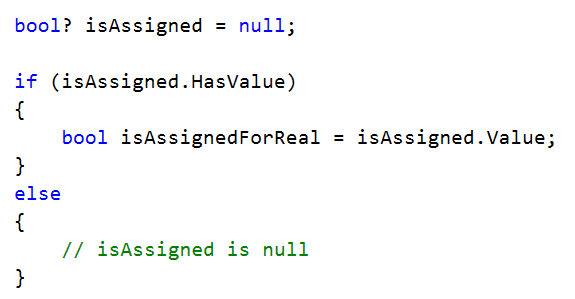 bool? isAssigned = null;
if (isAssigned.HasValue)
{
bool isAssignedForReal = isAssigned.Value;
}
else
{
// isAssigned is null
}